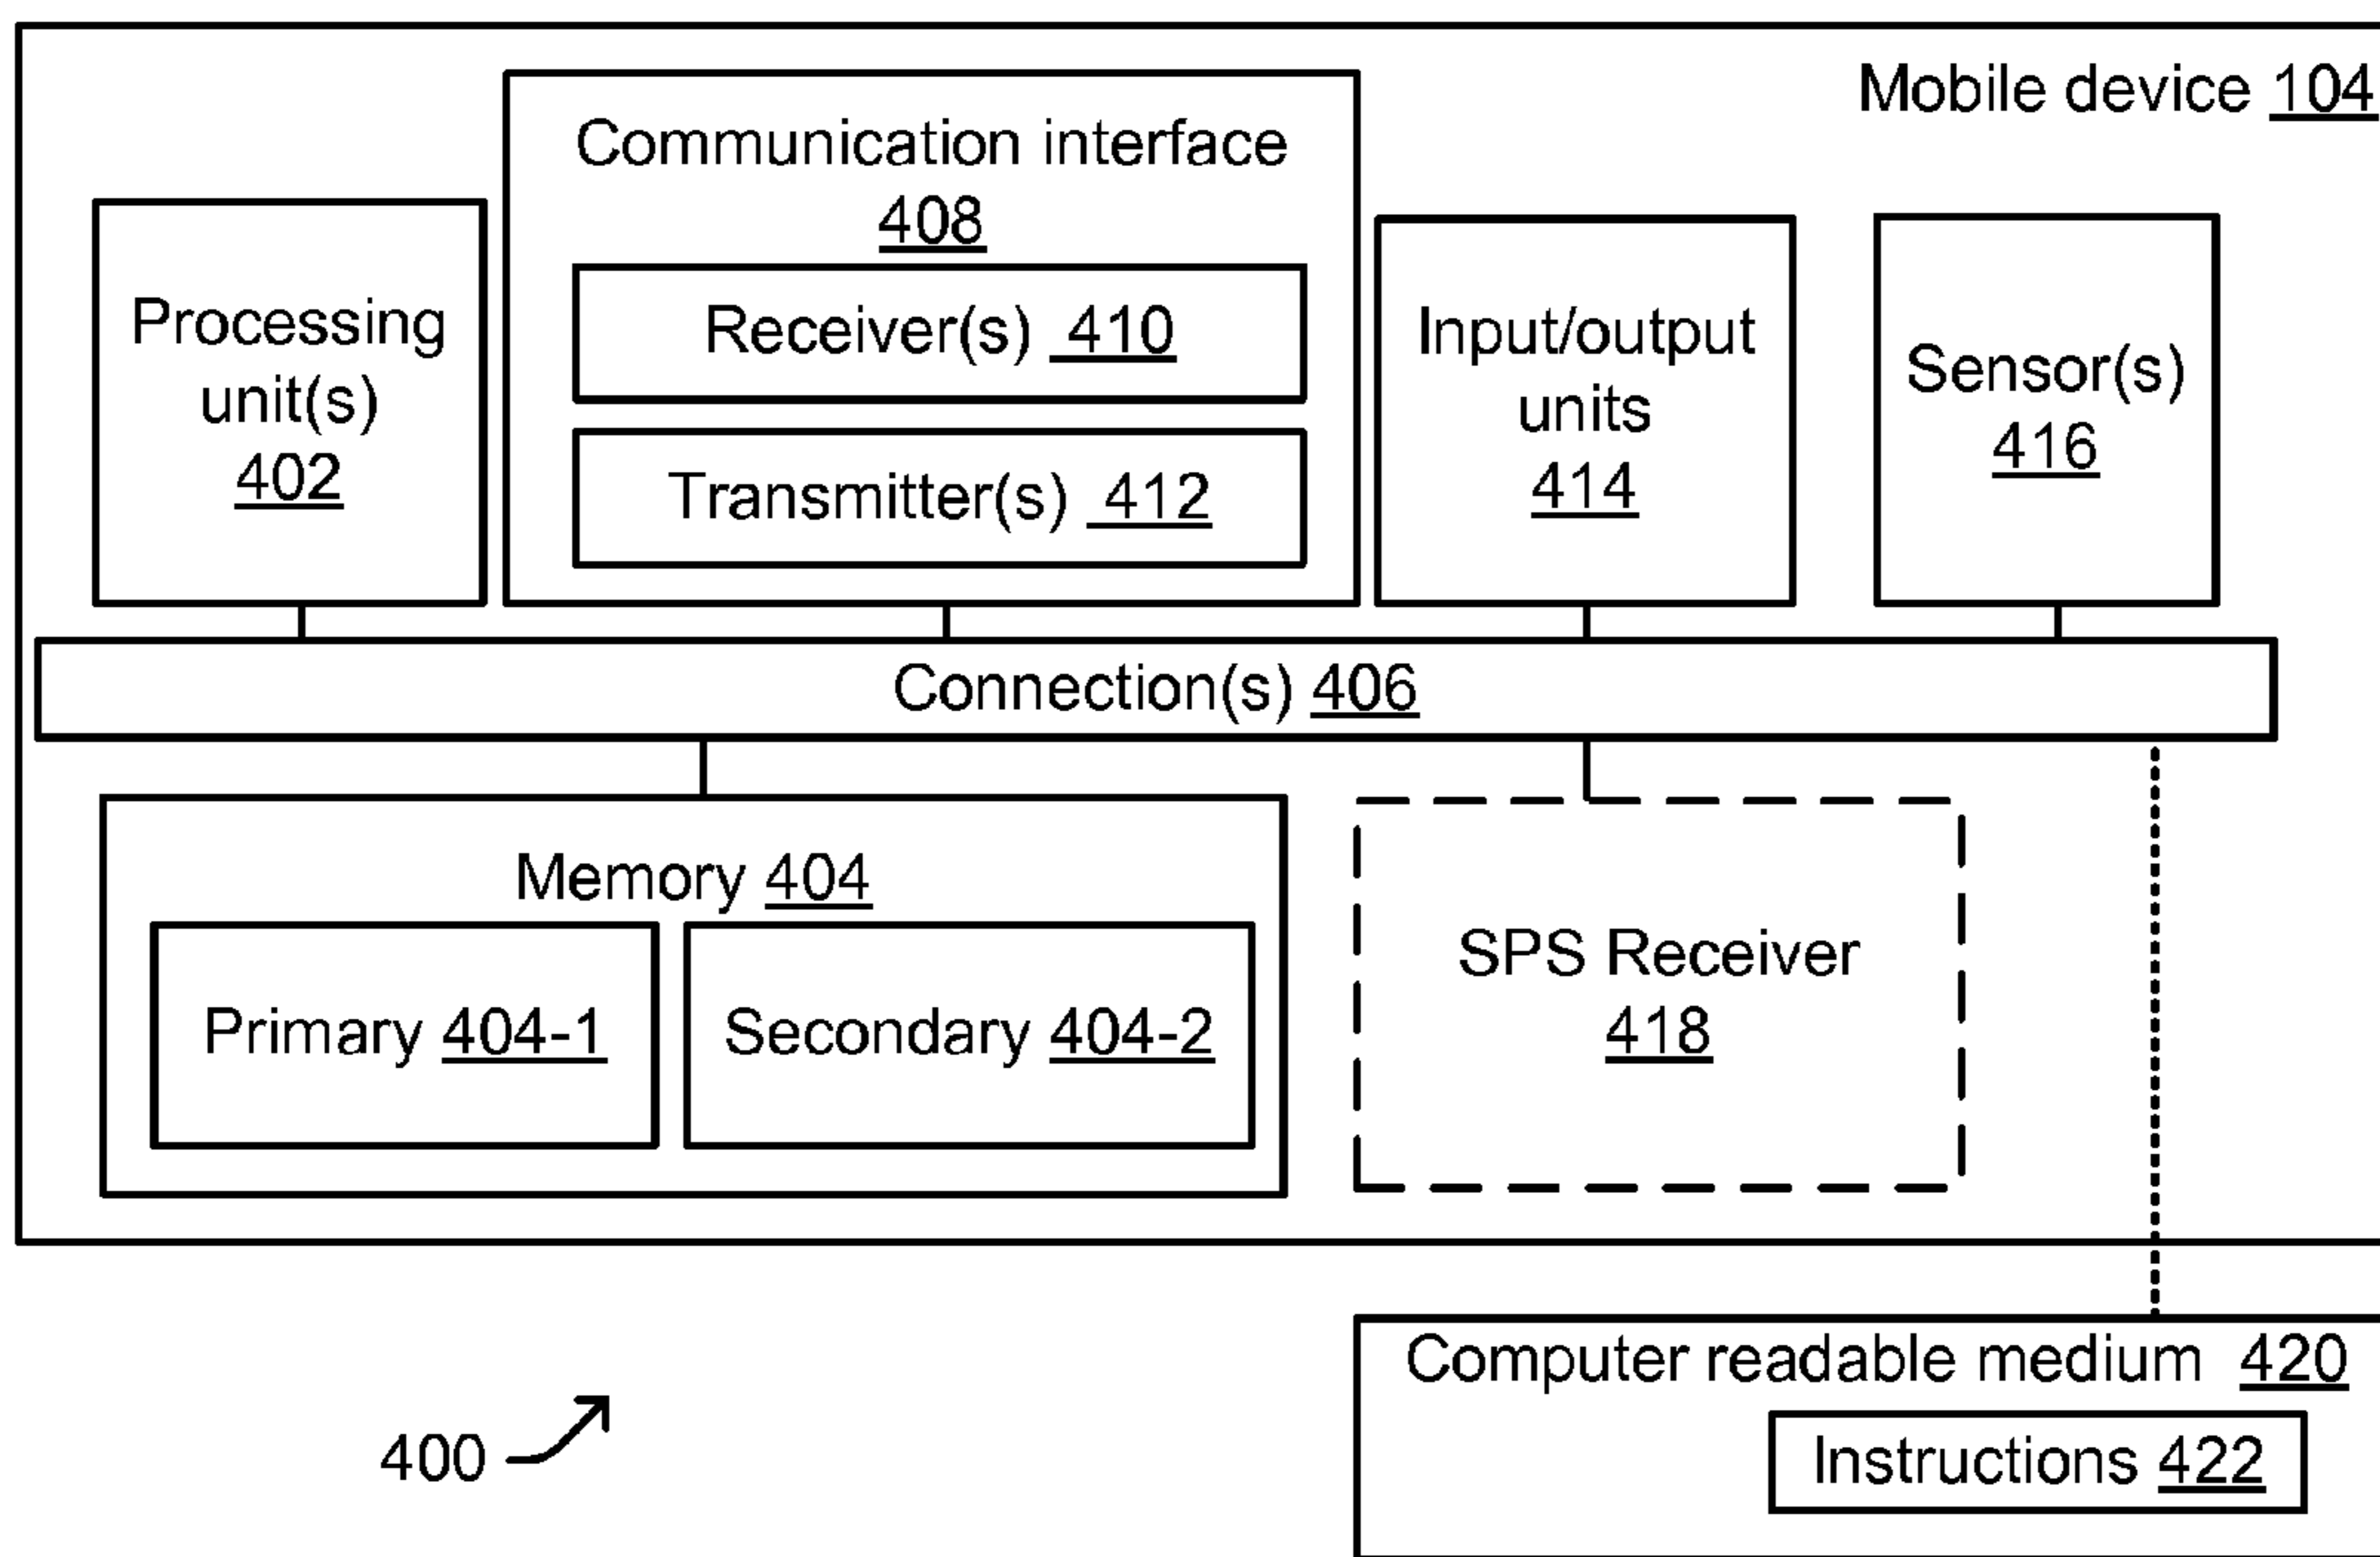 Mobile device 104
Communication interface
408
Receiver(s) 410
Transmitter(s) 412
Processing
unit(s)
402
Input/output
units
414
Sensor(s)
416
Connection(s) 406
Memory 404
Primary 404-1
Secondary 404-2
SPS Receiver
418
Computer readable medium 420
Instructions 422
400